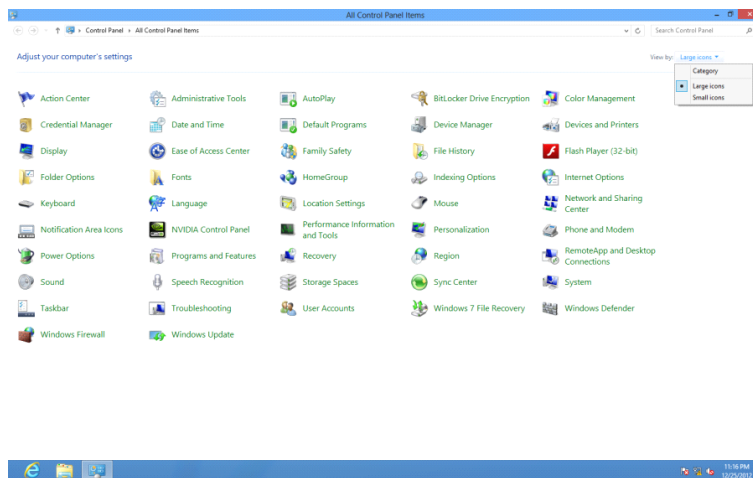 All Control Panel Items
Control Panel
All Control Panel Items
Search Control Panel
Adjust your computer's settings
View by: Large icons
Category
Large icons
Small icons
Action Center
Administrative Tools
AutoPlay
BitLocker Drive Encryption
Color Management
Credential Manager
Date and Time
Default Programs
Device Manager
Devices and Printers
Display
Ease of Access Center
Family Safety
File History
Flash Player (32-bit)
Folder Options
Fonts
HomeGroup
Indexing Options
Internet Options
Keyboard
Language
Location Settings
Mouse
Network and Sharing
Center
Notification Area Icons
NVIDIA Control Panel
Performance Information
and Tools
Personalization
Phone and Modem
Power Options
Programs and Features
Recovery
Region
RemoteApp and Desktop
Connections
Sound
Speech Recognition
Storage Spaces
Sync Center
System
Taskbar
Troubleshooting
User Accounts
Windows 7 File Recovery
Windows Defender
Windows Firewall
Windows Update
11:16 PM
12/25/2012